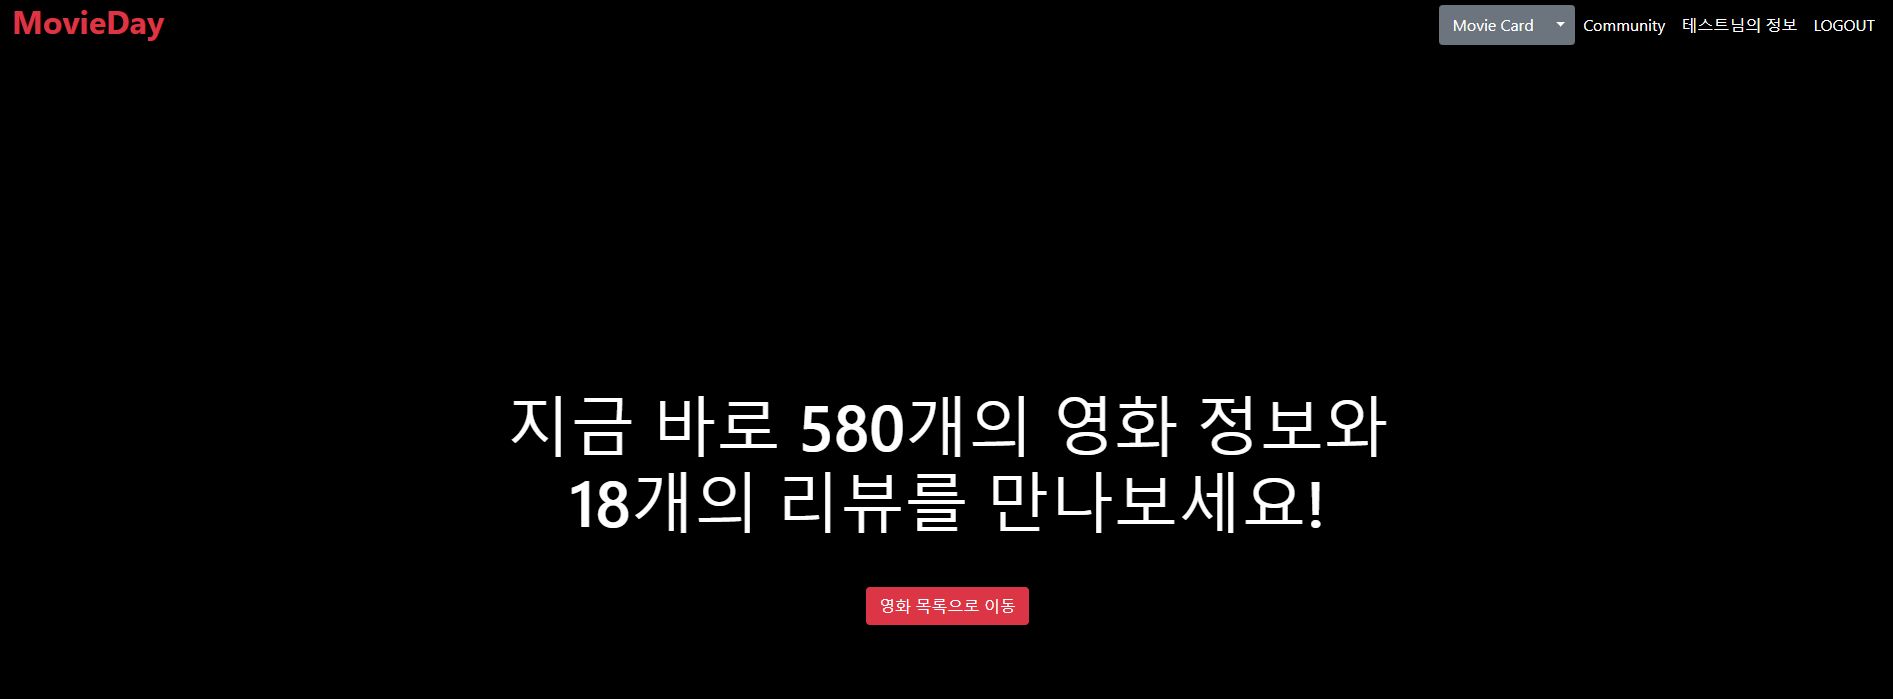 MovieDay
Movie Card
Community
테스트님의 정보
LOGOUT
지금 바로 580개의 영화 정보와
18개의 리뷰를 만나보세요!
영화 목록으로 이동